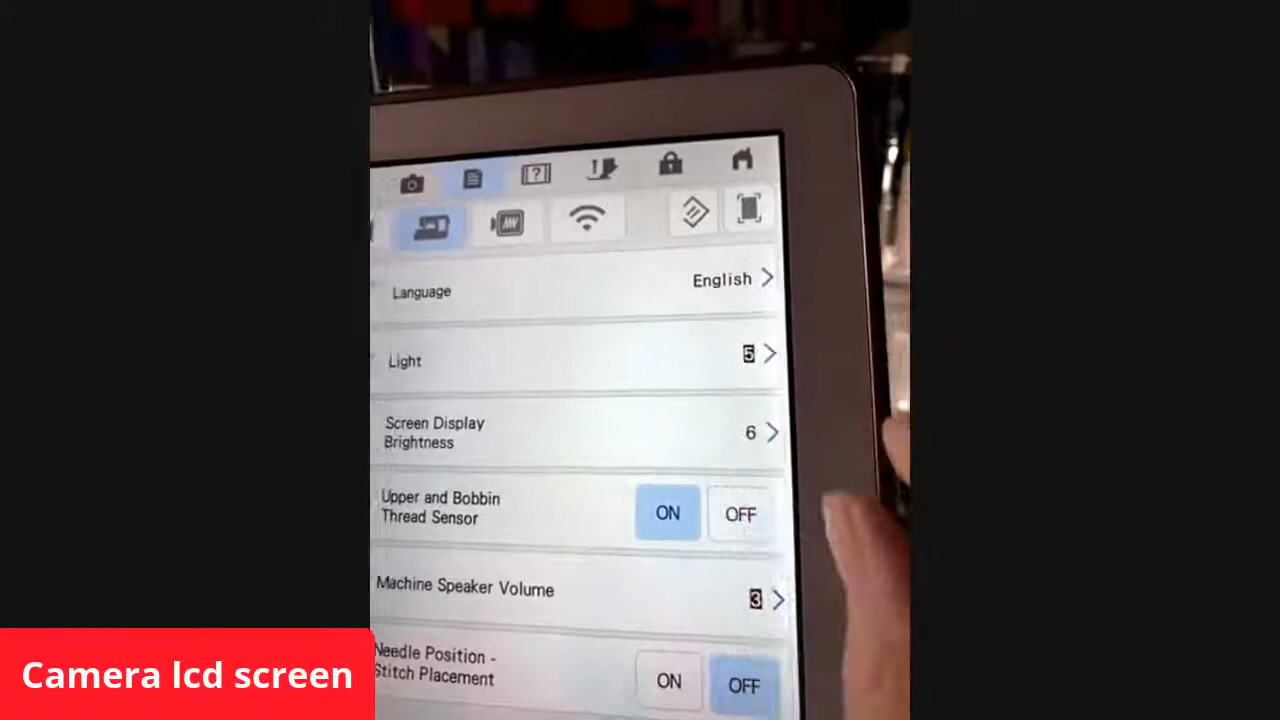 Language English
Light 5
Screen Display
Brightness 6
Upper and Bobbin
Thread Sensor ON OFF
Machine Speaker Volume 3
Needle Position -
Stitch Placement ON OFF
Camera lcd screen